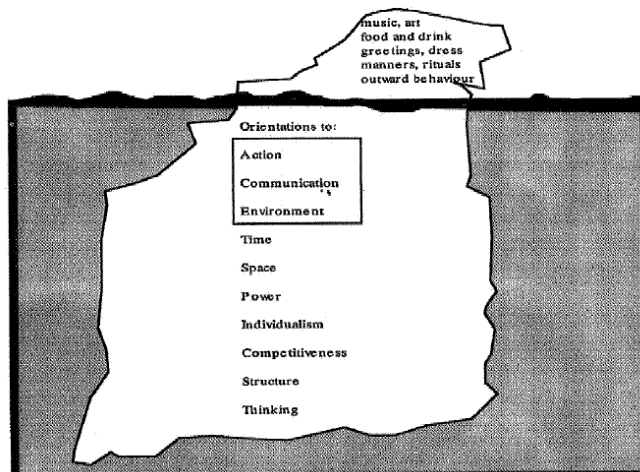 music, art
food and drink
greetings, dress
manners, rituals
outward behaviour
Orientations to:
Action
Communication
Environment
Time
Space
Power
Individualism
Competitiveness
Structure
Thinking